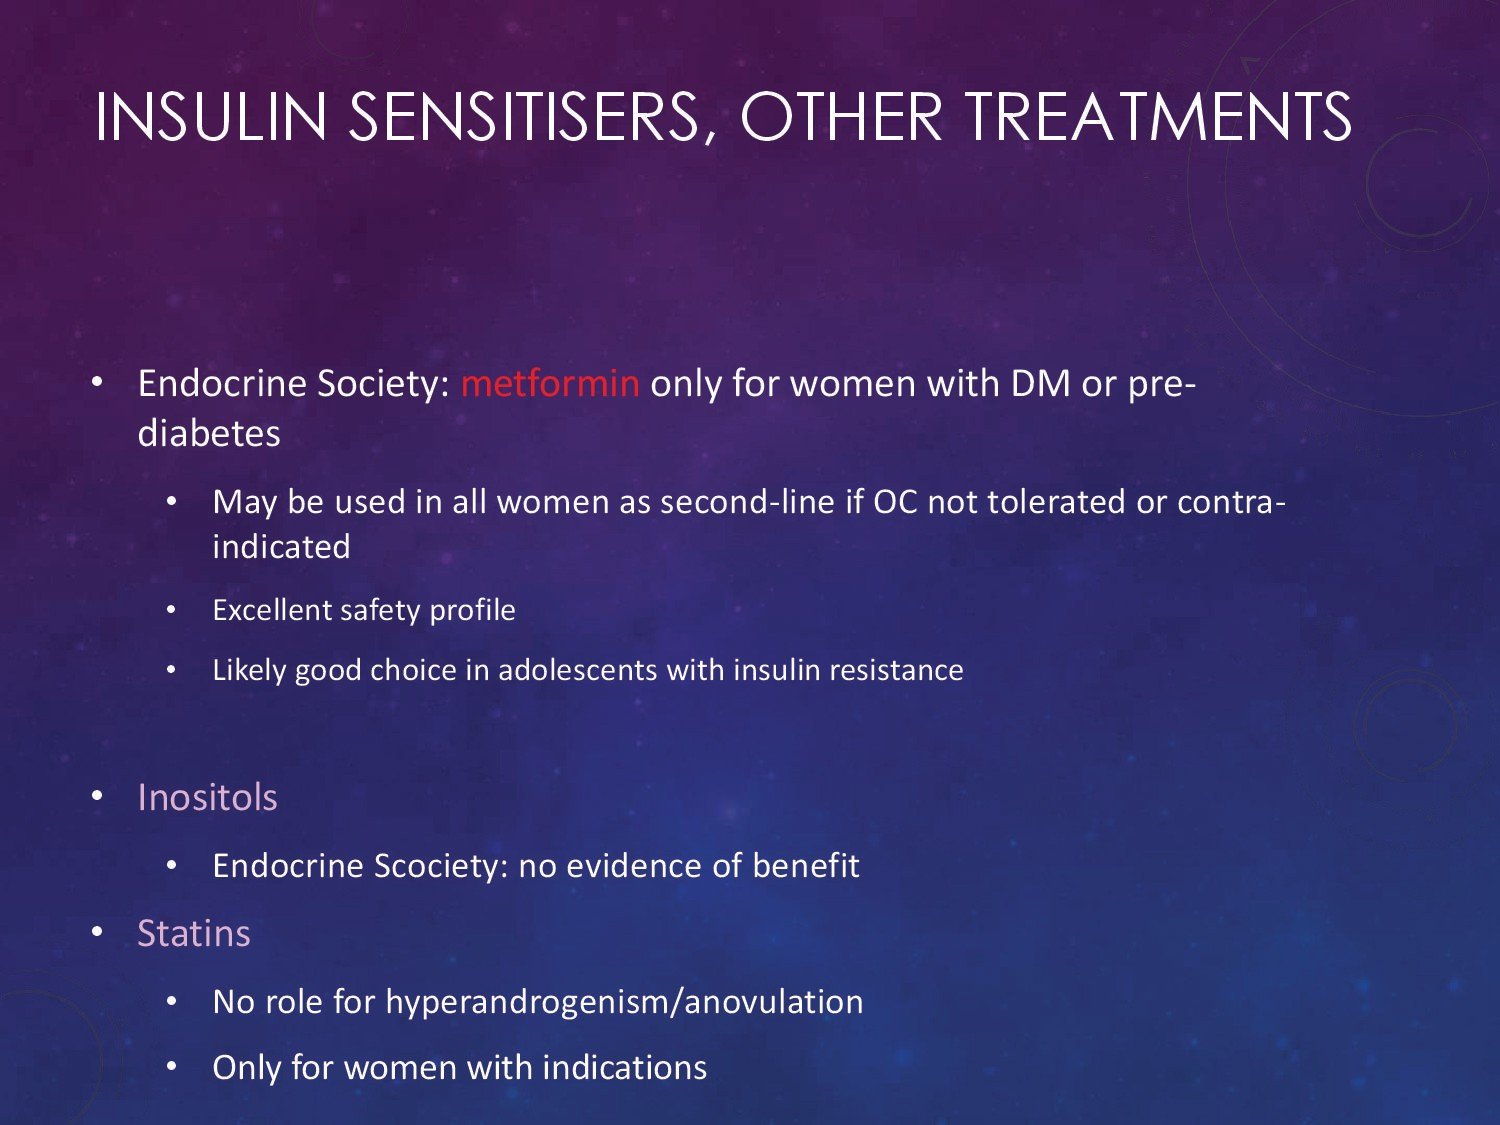 INSULIN SENSITISERS, OTHER TREATMENTS
• Endocrine Society: metformin only for women with DM or pre-
diabetes
• May be used in all women as second-line if OC not tolerated or contra-
indicated
• Excellent safety profile
• Likely good choice in adolescents with insulin resistance
• Inositols
• Endocrine Scociety: no evidence of benefit
• Statins
• No role for hyperandrogenism/anovulation
• Only for women with indications